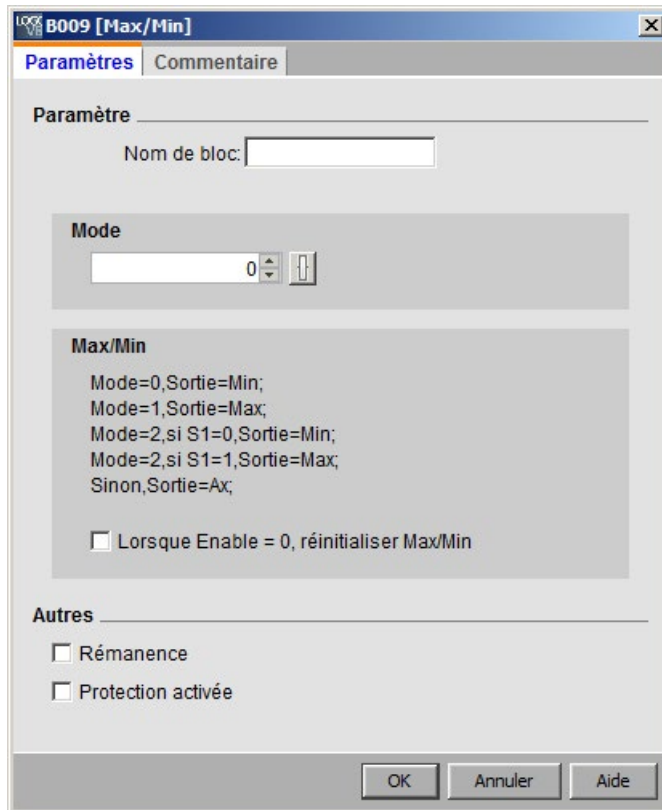 B009 [Max/Min]
Paramètres Commentaire
Paramètre
Nom de bloc:
Mode
0
Max/Min
Mode=0,Sortie=Min;
Mode=1,Sortie=Max;
Mode=2,si S1=0,Sortie=Min;
Mode=2,si S1=1,Sortie=Max;
Sinon,Sortie=Ax;
Lorsque Enable = 0, réinitialiser Max/Min
Autres
Rémanence
Protection activée
OK Annuler Aide